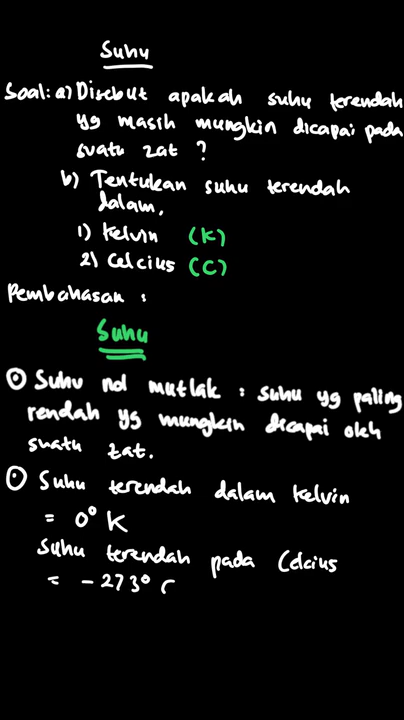 Suhu
Soal: a) Disebut apakah suhu terendah
yg masih mungkin dicapai pada
suatu zat ?
b) Tentukan suhu terendah
dalam,
1) Kelvin (K)
2) Celcius (C)
Pembahasan :
Suhu
Suhu nol mutlak : suhu yg paling
rendah yg mungkin dicapai oleh
suatu zat.
Suhu terendah dalam Kelvin
= 0° K
Suhu terendah pada Celcius
= -273° C